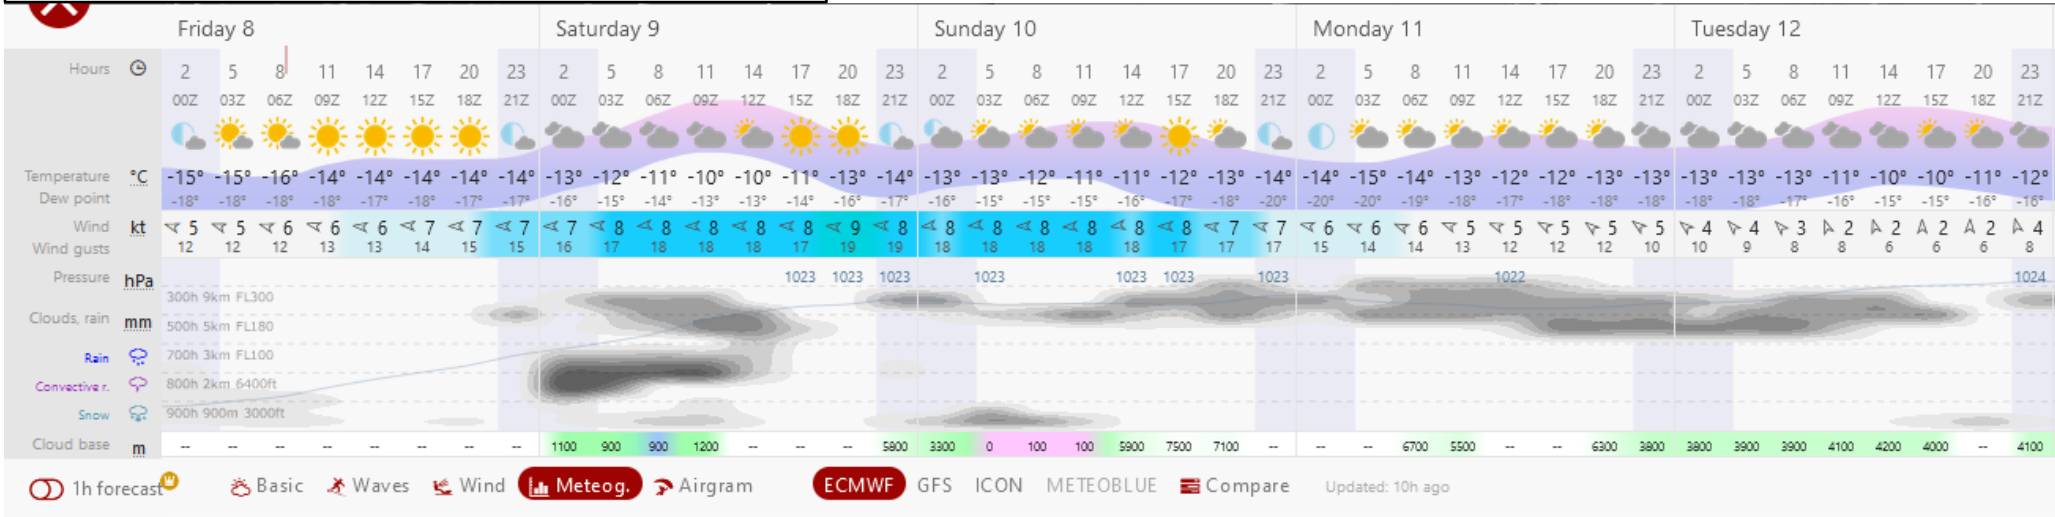 Friday 8 Saturday 9 Sunday 10 Monday 11 Tuesday 12
Hours 2 5 8 11 14 17 20 23 2 5 8 11 14 17 20 23 2 5 8 11 14 17 20 23 2 5 8 11 14 17 20 23 2 5 8 11 14 17 20 23
00Z 03Z 06Z 09Z 12Z 15Z 18Z 21Z 00Z 03Z 06Z 09Z 12Z 15Z 18Z 21Z 00Z 03Z 06Z 09Z 12Z 15Z 18Z 21Z 00Z 03Z 06Z 09Z 12Z 15Z 18Z 21Z 00Z 03Z 06Z 09Z 12Z 15Z 18Z 21Z
Temperature °C -15° -15° -16° -14° -14° -14° -14° -14° -13° -12° -11° -10° -10° -11° -13° -14° -13° -13° -12° -11° -11° -12° -13° -14° -14° -15° -14° -13° -12° -12° -13° -13° -13° -13° -13° -11° -10° -10° -11° -12°
Dew point -18° -18° -18° -18° -17° -18° -17° -17° -16° -15° -14° -13° -13° -14° -16° -17° -16° -15° -15° -15° -16° -17° -18° -20° -20° -20° -19° -18° -17° -17° -18° -18° -18° -18° -17° -16° -15° -15° -16° -16°
Wind kt 5 5 6 6 6 7 7 7 7 8 8 8 8 8 9 8 8 8 8 8 8 8 7 7 6 6 6 5 5 5 5 5 4 4 3 2 2 2 2 4
Wind gusts 12 12 12 13 13 14 15 15 16 17 18 18 18 18 19 19 18 18 18 18 18 17 17 17 15 14 14 13 12 12 12 10 10 9 8 8 6 6 6 8
Pressure hPa 1023 1023 1023 1023 1023 1023 1023 1022 1024
300h 9km FL300
Clouds, rain mm
500h 5km FL180
Rain 700h 3km FL100
Convective r. 800h 2km 6400ft
Snow 900h 900m 3000ft
Cloud base m -- -- -- -- -- -- -- -- 1100 900 900 1200 -- -- -- 5800 3300 0 100 100 5900 7500 7100 -- -- -- 6700 5500 -- -- 6300 3800 3800 3900 3900 4100 4200 4000 -- 4100
1h forecast Basic Waves Wind Meteog. Airgram ECMWF GFS ICON METEOBLUE Compare Updated: 10h ago